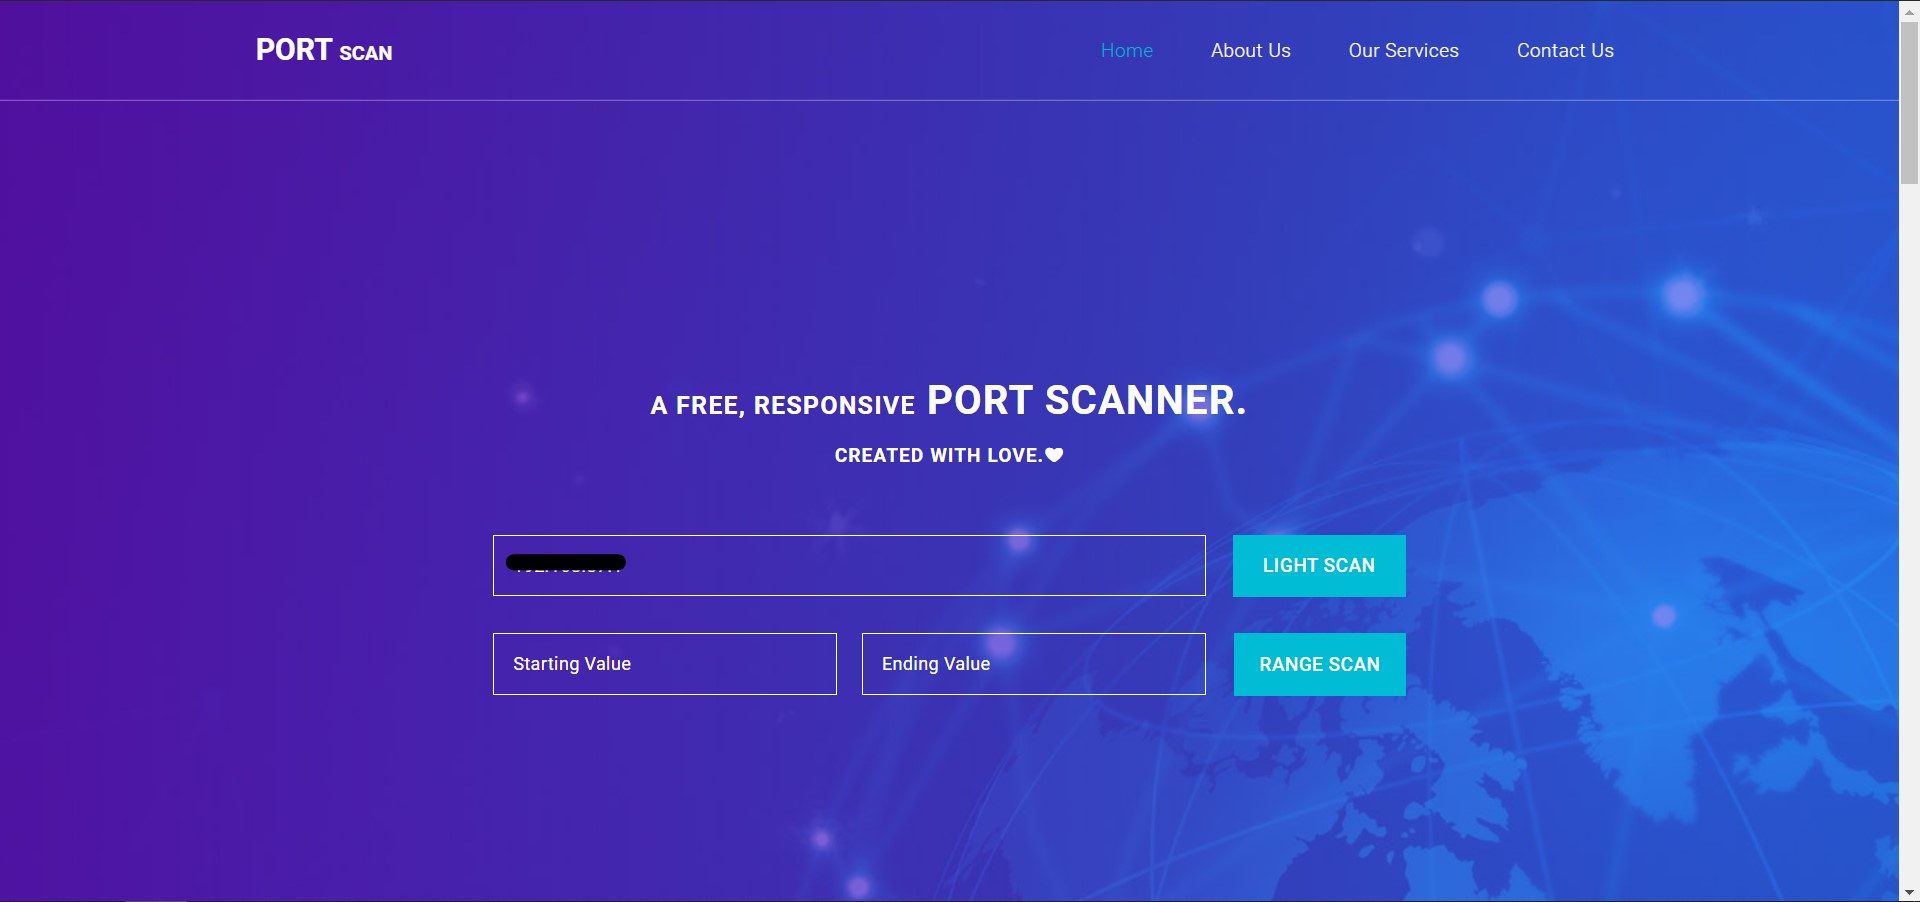 PORT SCAN
Home About Us Our Services Contact Us
A FREE, RESPONSIVE PORT SCANNER.
CREATED WITH LOVE.
LIGHT SCAN
Starting Value
Ending Value
RANGE SCAN